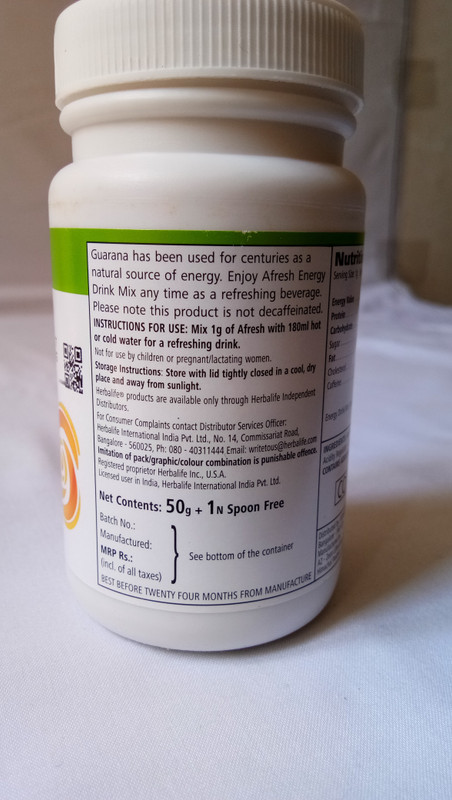 Guarana has been used for centuries as a
natural source of energy. Enjoy Afresh Energy
Drink Mix any time as a refreshing beverage.
Please note this product is not decaffeinated.
INSTRUCTIONS FOR USE: Mix 1g of Afresh with 180ml hot
or cold water for a refreshing drink.
Not for use by children or pregnant/lactating women.
Storage Instructions: Store with lid tightly closed in a cool, dry
place and away from sunlight.
Herbalife® products are available only through Herbalife Independent
Distributors.
For Consumer Complaints contact Distributor Services Officer:
Herbalife International India Pvt. Ltd., No. 14, Commissariat Road,
Bangalore - 560025, Ph: 080 - 40311444 Email: writetous@herbalife.com
Imitation of pack/graphic/colour combination is punishable offence.
Registered proprietor Herbalife Inc., U.S.A.
Licensed user in India, Herbalife International India Pvt. Ltd.
Net Contents: 50g + 1N Spoon Free
Batch No.:
Manufactured:
MRP Rs.:
(incl. of all taxes)
See bottom of the container
BEST BEFORE TWENTY FOUR MONTHS FROM MANUFACTURE
Serving Size
Energy Value
Protein
Carbohydrate
Sugar
Fat
Cholesterol
Caffeine